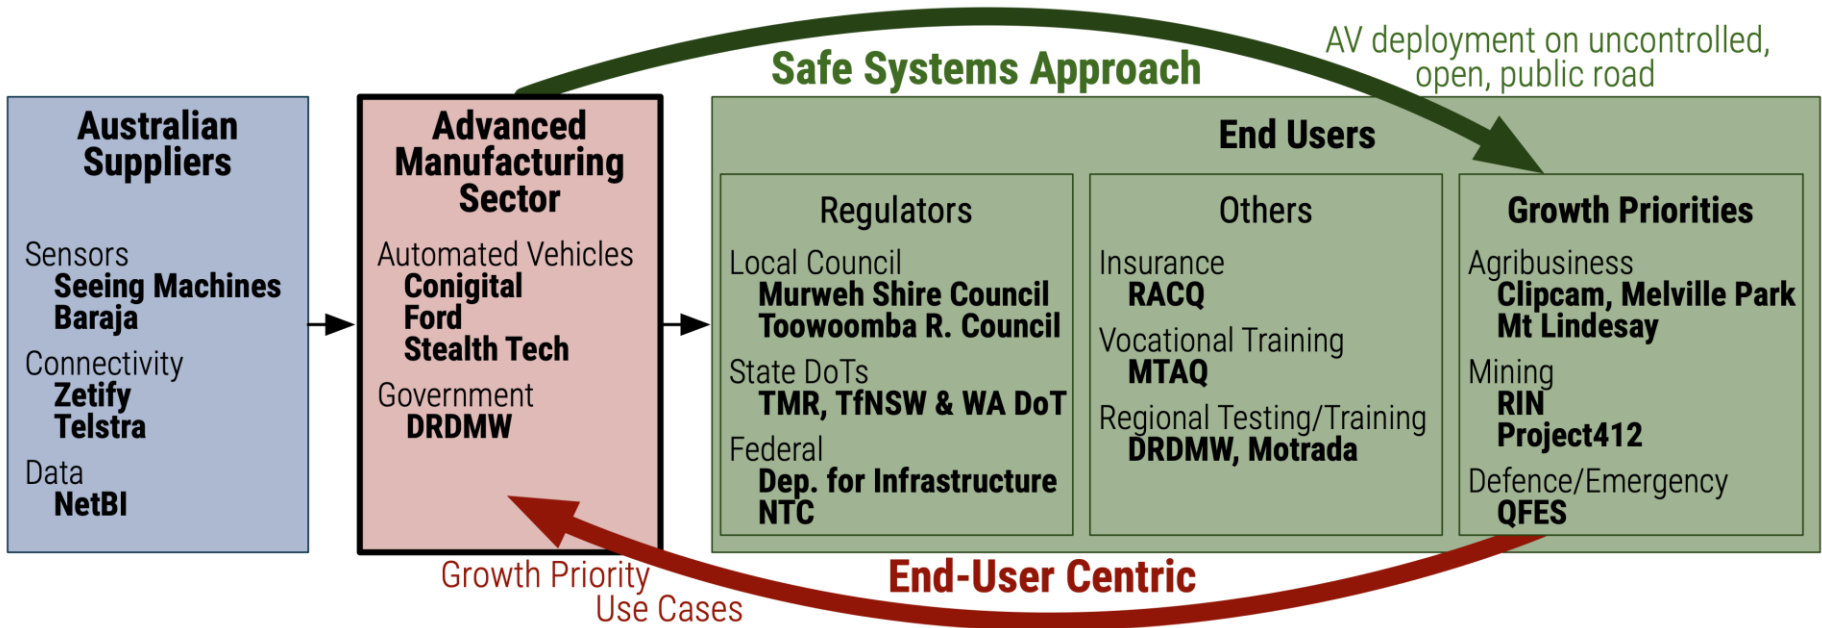 Safe Systems Approach
AV deployment on uncontrolled,
open, public road
Australian
Suppliers
Sensors
Seeing Machines
Baraja
Connectivity
Zetify
Telstra
Data
NetBI
Advanced
Manufacturing
Sector
Automated Vehicles
Conigital
Ford
Stealth Tech
Government
DRDMW
End Users
Regulators
Local Council
Murweh Shire Council
Toowoomba R. Council
State DoTs
TMR, TfNSW & WA DoT
Federal
Dep. for Infrastructure
NTC
Others
Insurance
RACQ
Vocational Training
MTAQ
Regional Testing/Training
DRDMW, Motrada
Growth Priorities
Agribusiness
Clipcam, Melville Park
Mt Lindesay
Mining
RIN
Project412
Defence/Emergency
QFES
Growth Priority
Use Cases
End-User Centric